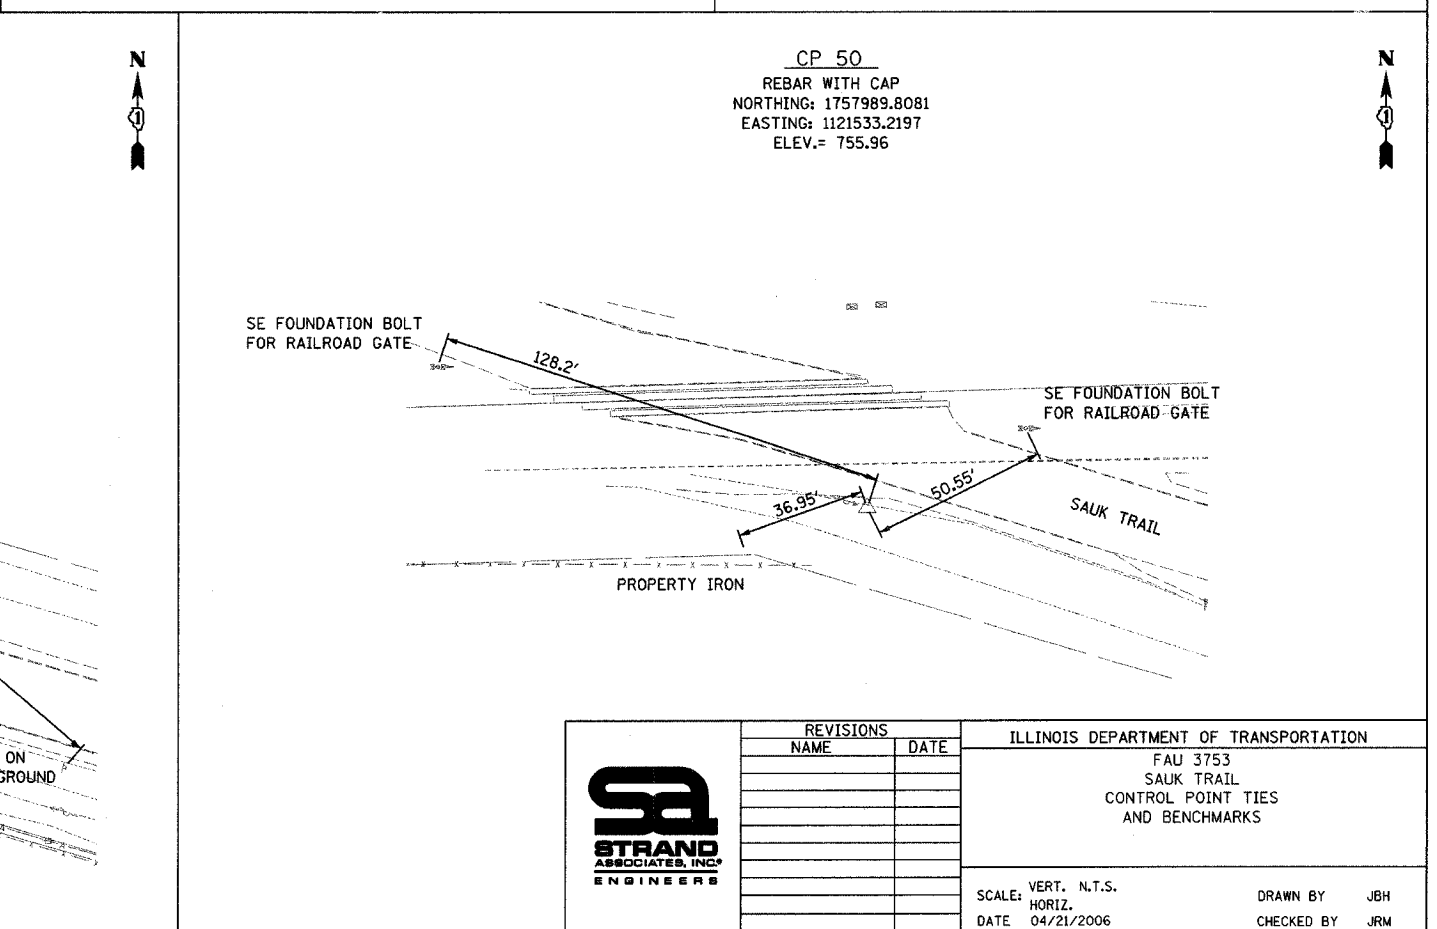 N
N
CP 50
REBAR WITH CAP
NORTHING: 1757989.8081
EASTING: 1121533.2197
ELEV.= 755.96
SE FOUNDATION BOLT
FOR RAILROAD GATE
128.2'
SE FOUNDATION BOLT
FOR RAILROAD GATE
50.55'
36.95'
SAUK TRAIL
PROPERTY IRON
ON
GROUND
sa
STRAND
ASSOCIATES, INC.®
ENGINEERS
REVISIONS
NAME DATE
ILLINOIS DEPARTMENT OF TRANSPORTATION
FAU 3753
SAUK TRAIL
CONTROL POINT TIES
AND BENCHMARKS
SCALE: VERT. N.T.S.
HORIZ.
DATE 04/21/2006
DRAWN BY JBH
CHECKED BY JRM